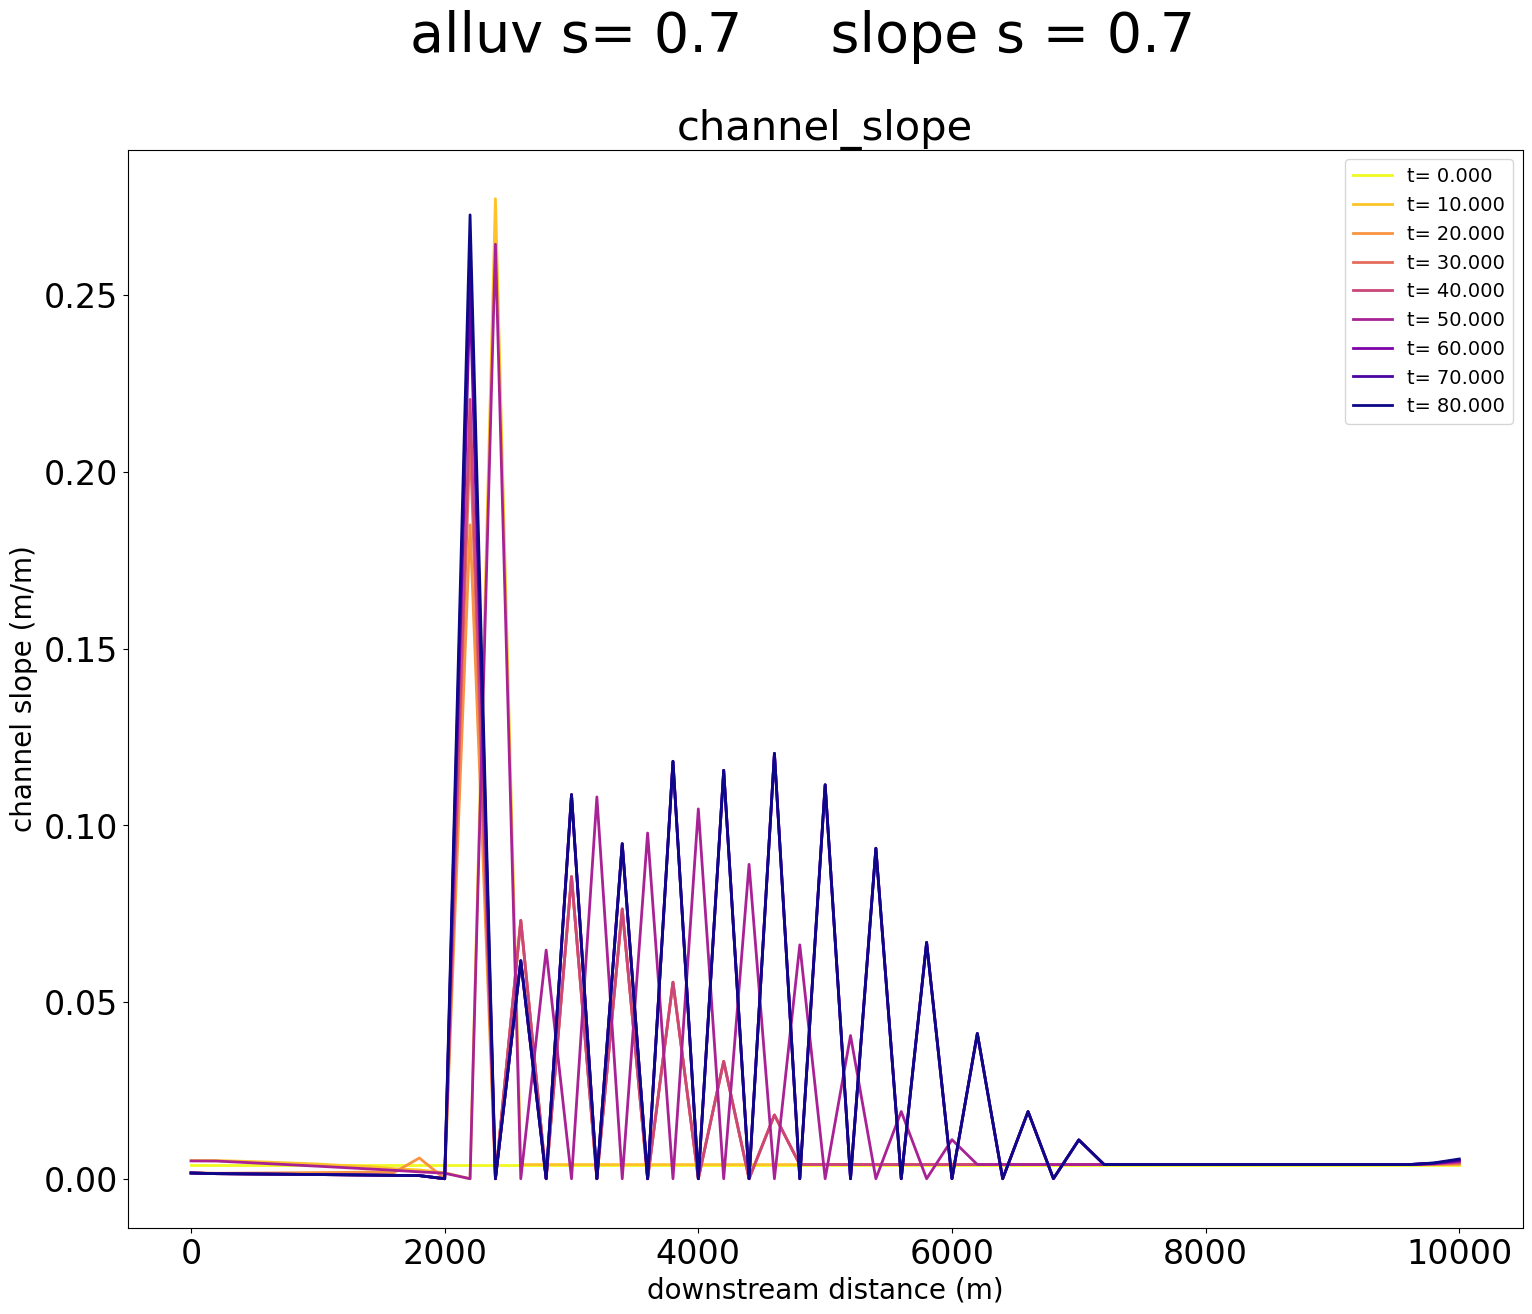 alluv s= 0.7     slope s = 0.7
channel_slope
t= 0.000
t= 10.000
t= 20.000
t= 30.000
t= 40.000
t= 50.000
t= 60.000
t= 70.000
t= 80.000
channel slope (m/m)
0.25
0.20
0.15
0.10
0.05
0.00
0 2000 4000 6000 8000 10000
downstream distance (m)